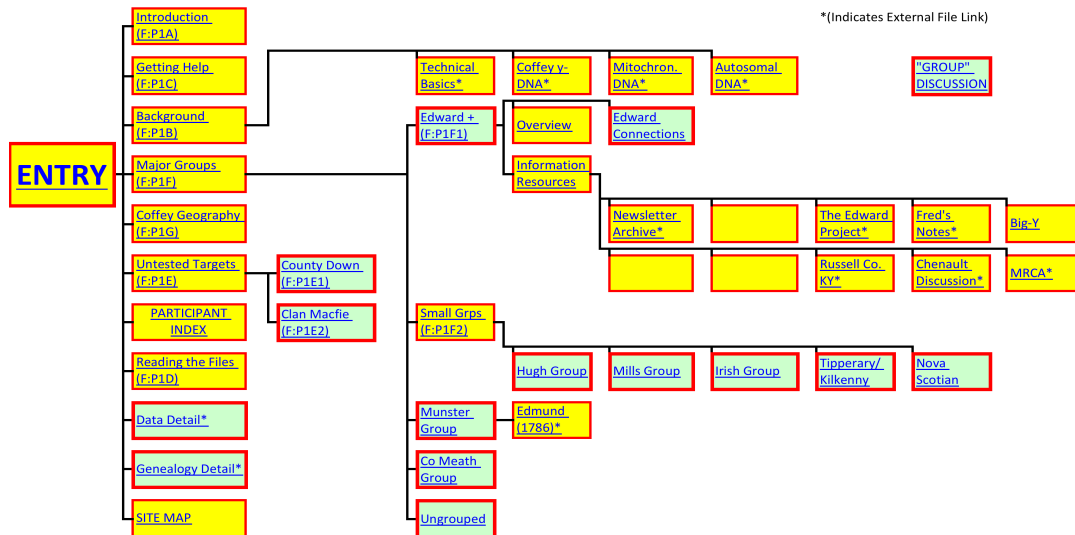 *(Indicates External File Link)
Introduction
(F:P1A)
Getting Help
(F:P1C)
Technical
Basics*
Coffey y-
DNA*
Mitochron.
DNA*
Autosomal
DNA*
"GROUP"
DISCUSSION
Background
(F:P1B)
Edward +
(F:P1F1)
Overview
Edward
Connections
ENTRY
Major Groups
(F:P1F)
Information
Resources
Coffey Geography
(F:P1G)
Newsletter
Archive*
The Edward
Project*
Fred's
Notes*
Big-Y
Untested Targets
(F:P1E)
County Down
(F:P1E1)
Russell Co.
KY*
Chenault
Discussion*
MRCA*
PARTICIPANT
INDEX
Clan Macfie
(F:P1E2)
Small Grps
(F:P1F2)
Reading the Files
(F:P1D)
Hugh Group
Mills Group
Irish Group
Tipperary/
Kilkenny
Nova
Scotian
Data Detail*
Munster
Group
Edmund
(1786)*
Genealogy Detail*
Co Meath
Group
SITE MAP
Ungrouped